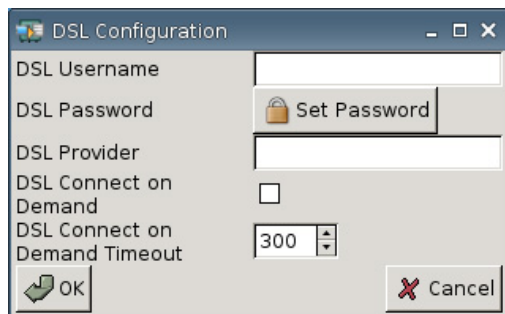 DSL Configuration
DSL Username
DSL Password
Set Password
DSL Provider
DSL Connect on
Demand
DSL Connect on
Demand Timeout
300
OK
Cancel